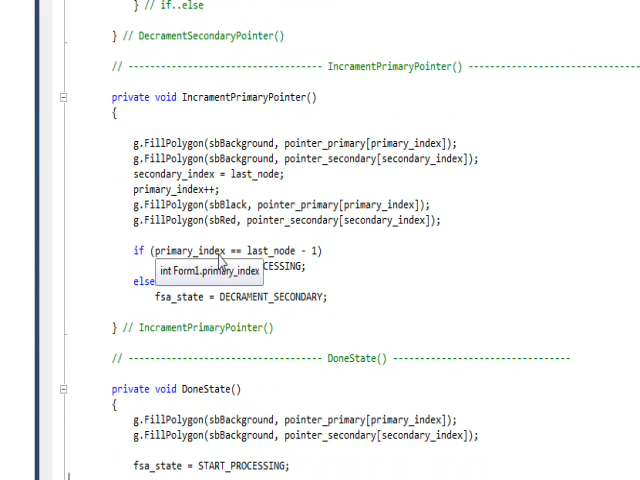 } // if..else
} // DecramentSecondaryPointer()
// ------------------------------------ IncramentPrimaryPointer() --------------------------------
private void IncramentPrimaryPointer()
{
g.FillPolygon(sbBackground, pointer_primary[primary_index]);
g.FillPolygon(sbBackground, pointer_secondary[secondary_index]);
secondary_index = last_node;
primary_index++;
g.FillPolygon(sbBlack, pointer_primary[primary_index]);
g.FillPolygon(sbRed, pointer_secondary[secondary_index]);
if (primary_index == last_node - 1)
CESSING;
int Form1.primary_index
else
fsa_state = DECRAMENT_SECONDARY;
} // IncramentPrimaryPointer()
// ------------------------------------ DoneState() ---------------------------------
private void DoneState()
{
g.FillPolygon(sbBackground, pointer_primary[primary_index]);
g.FillPolygon(sbBackground, pointer_secondary[secondary_index]);
fsa_state = START_PROCESSING;